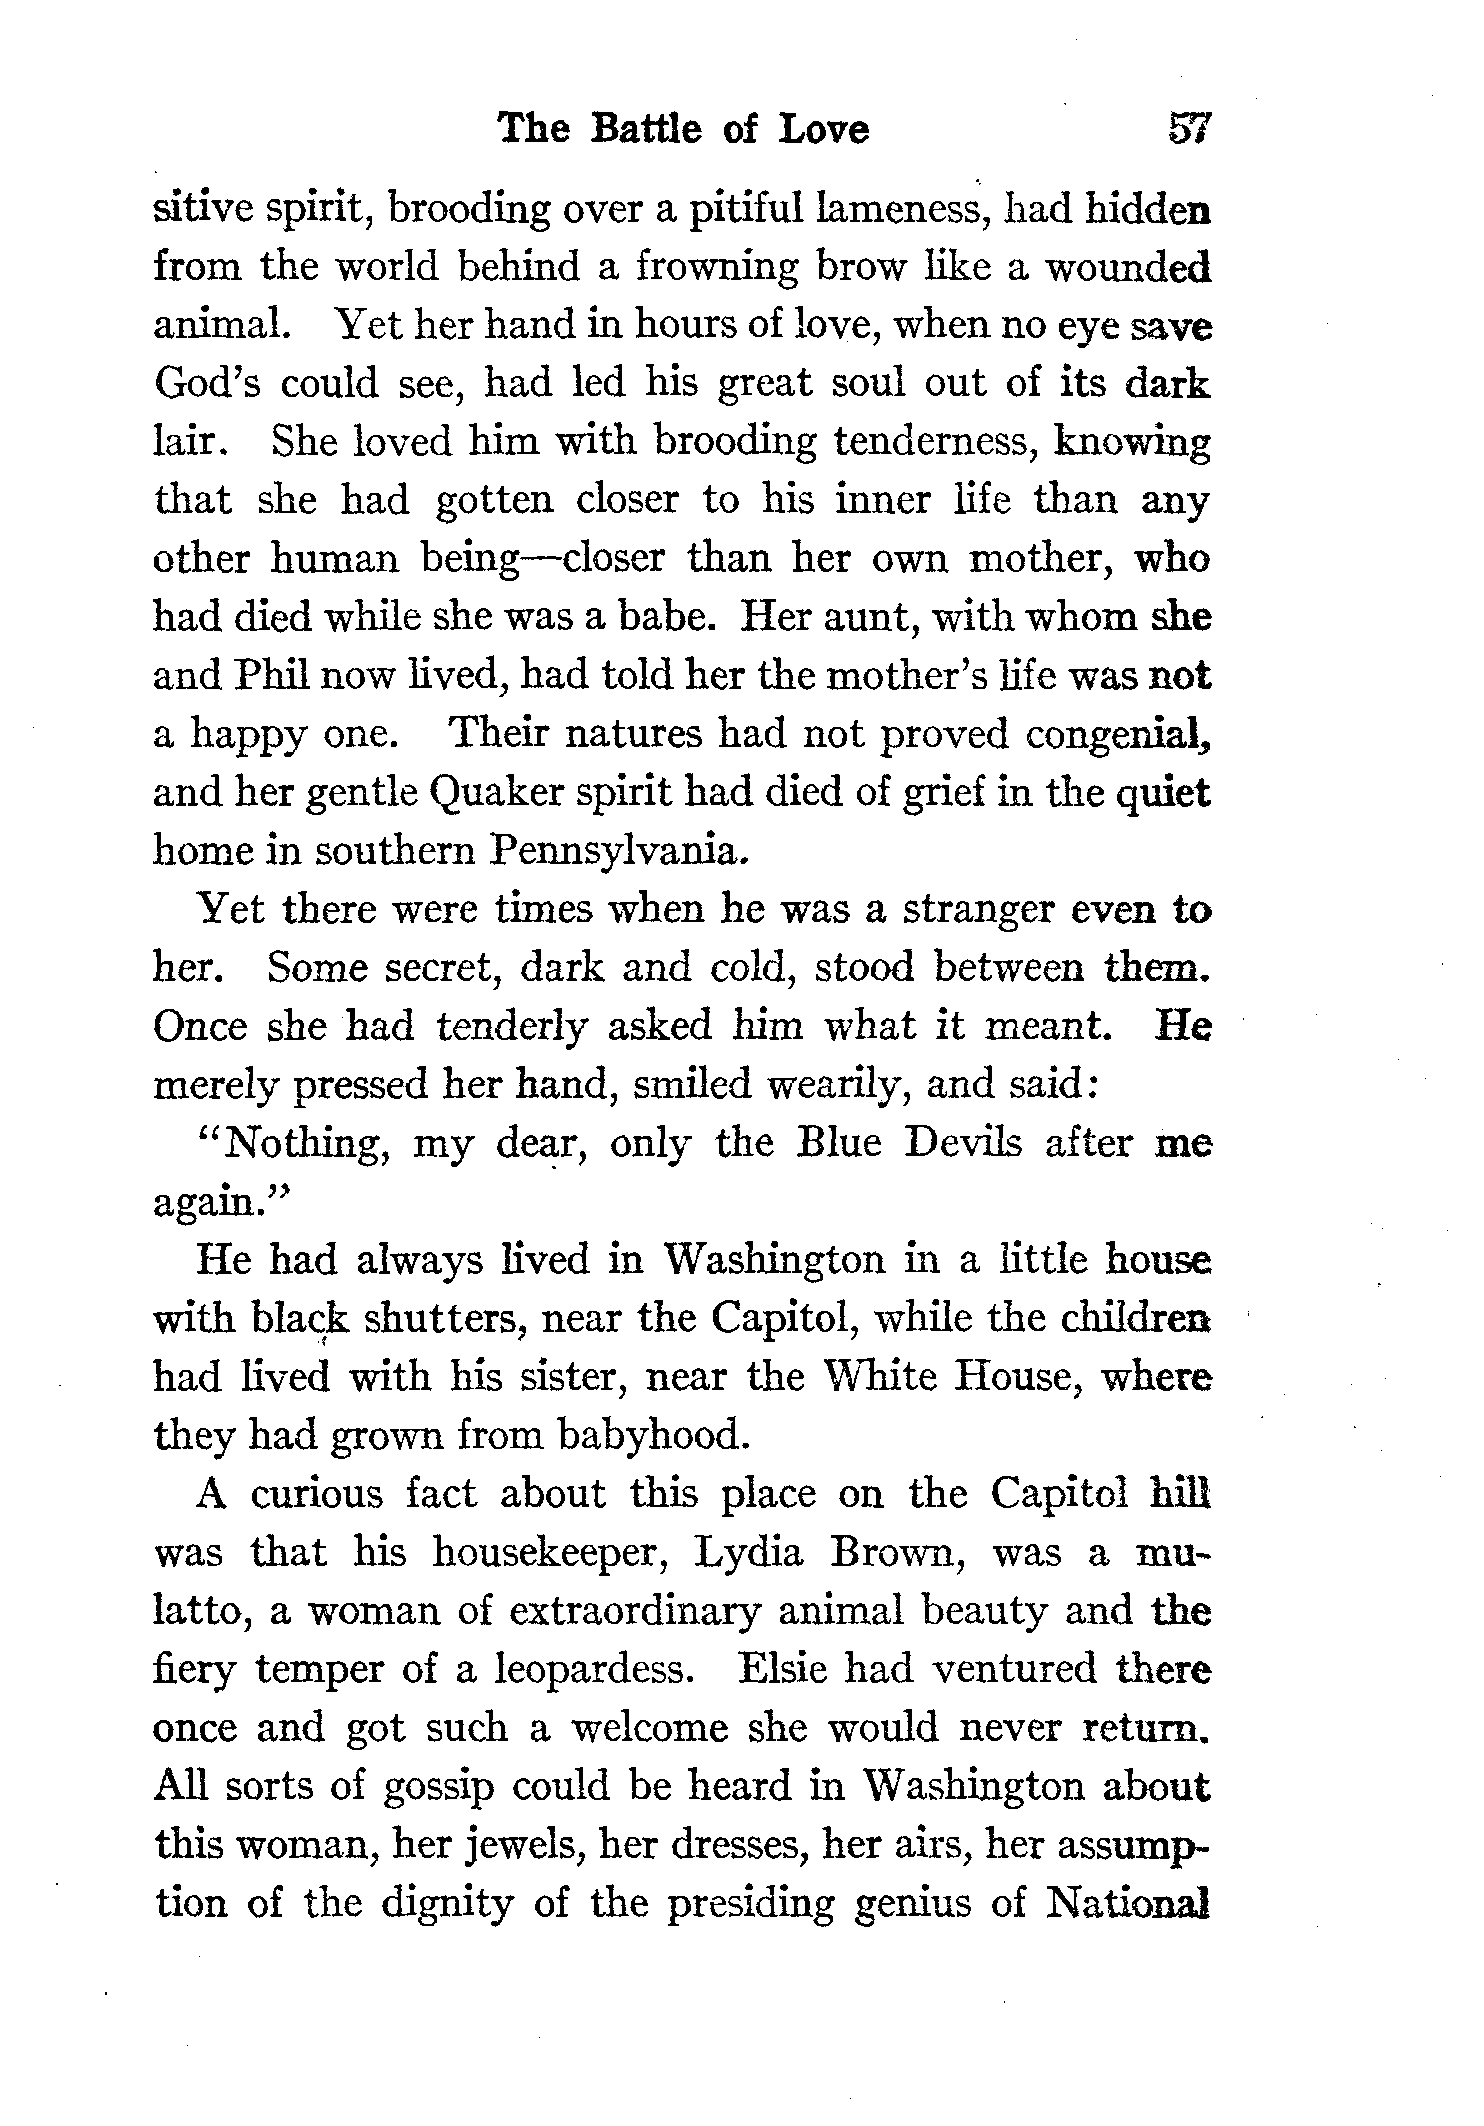 The Battle of Love 57
sitive spirit, brooding over a pitiful lameness, had hidden
from the world behind a frowning brow like a wounded
animal. Yet her hand in hours of love, when no eye save
God's could see, had led his great soul out of its dark
lair. She loved him with brooding tenderness, knowing
that she had gotten closer to his inner life than any
other human being—closer than her own mother, who
had died while she was a babe. Her aunt, with whom she
and Phil now lived, had told her the mother's life was not
a happy one. Their natures had not proved congenial,
and her gentle Quaker spirit had died of grief in the quiet
home in southern Pennsylvania.
Yet there were times when he was a stranger even to
her. Some secret, dark and cold, stood between them.
Once she had tenderly asked him what it meant. He
merely pressed her hand, smiled wearily, and said:
"Nothing, my dear, only the Blue Devils after me
again."
He had always lived in Washington in a little house
with black shutters, near the Capitol, while the children
had lived with his sister, near the White House, where
they had grown from babyhood.
A curious fact about this place on the Capitol hill
was that his housekeeper, Lydia Brown, was a mu-
latto, a woman of extraordinary animal beauty and the
fiery temper of a leopardess. Elsie had ventured there
once and got such a welcome she would never return.
All sorts of gossip could be heard in Washington about
this woman, her jewels, her dresses, her airs, her assump-
tion of the dignity of the presiding genius of National